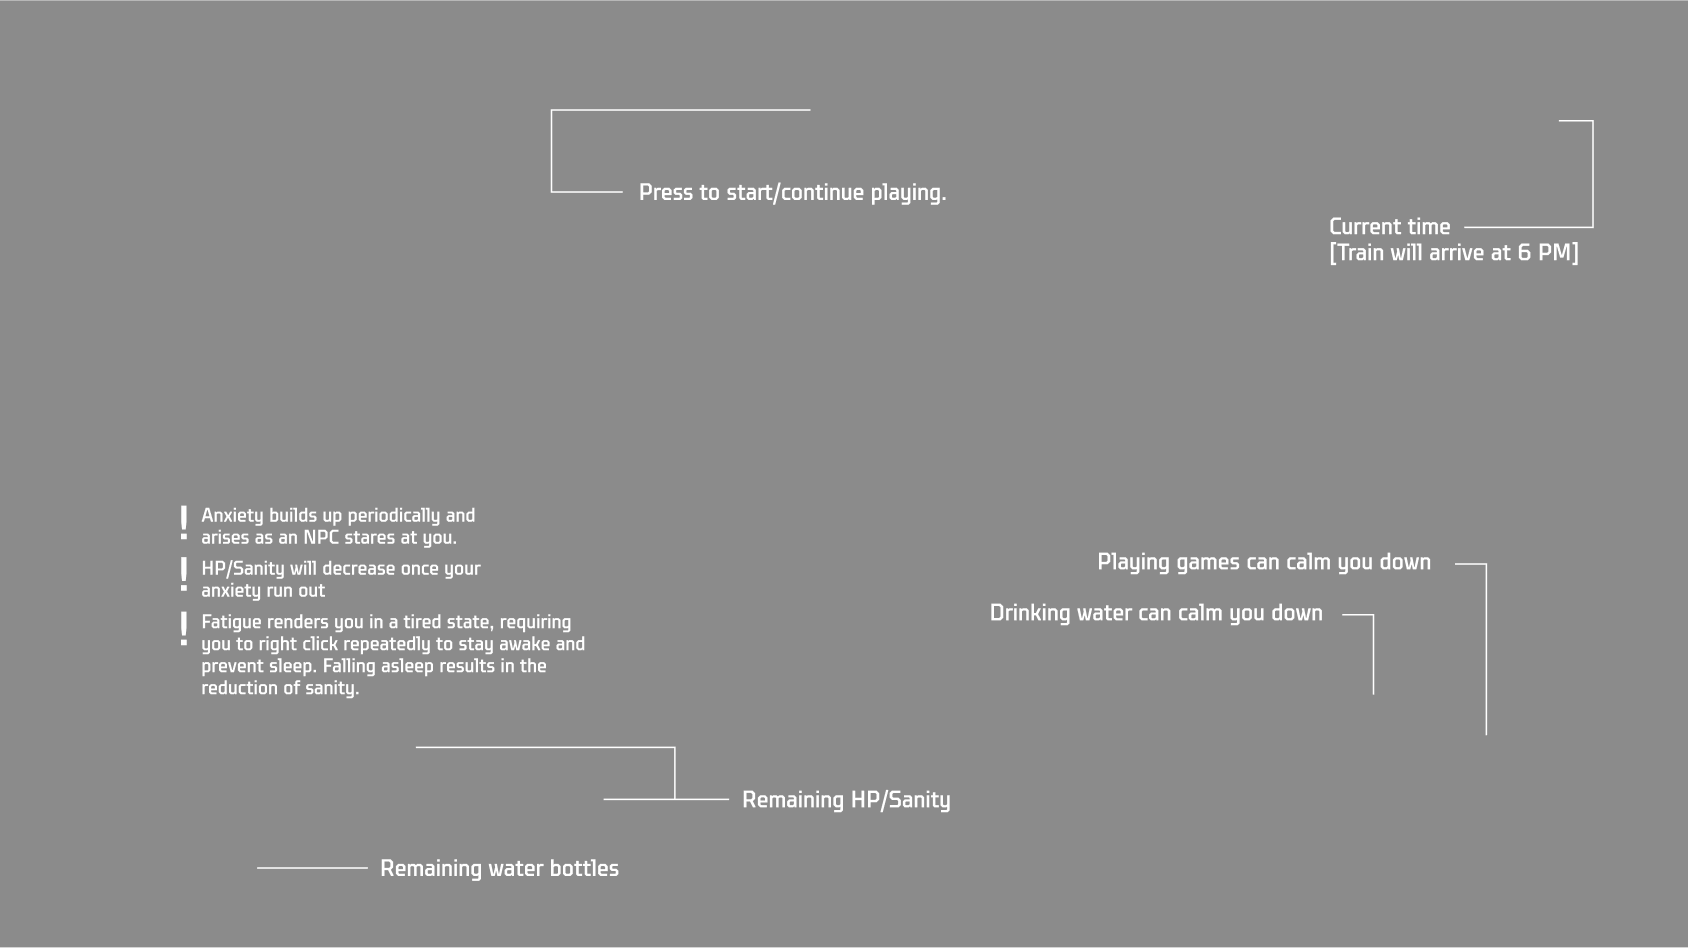 Press to start/continue playing.
Current time
[Train will arrive at 6 PM]
! Anxiety builds up periodically and
arises as an NPC stares at you.
! HP/Sanity will decrease once your
anxiety run out
! Fatigue renders you in a tired state, requiring
you to right click repeatedly to stay awake and
prevent sleep. Falling asleep results in the
reduction of sanity.
Playing games can calm you down
Drinking water can calm you down
Remaining HP/Sanity
Remaining water bottles